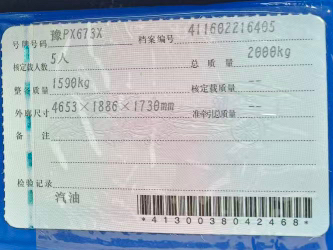 号牌号码 豫PX673X 档案编号 411602216405
核定载人数 5人 总质量 2000kg
整备质量 1590kg 核定载质量 --
外廓尺寸 4653×1886×1730mm 准牵引总质量 --
备注
检验记录
汽油
*4130038042468*